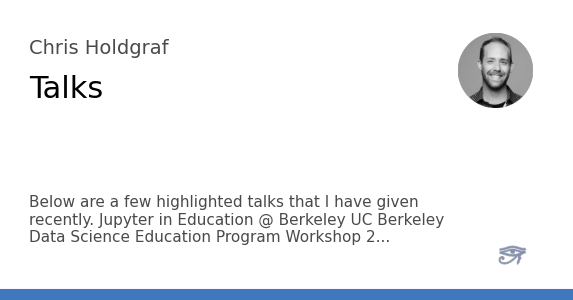 Chris Holdgraf
Talks
Below are a few highlighted talks that I have given
recently. Jupyter in Education @ Berkeley UC Berkeley
Data Science Education Program Workshop 2...